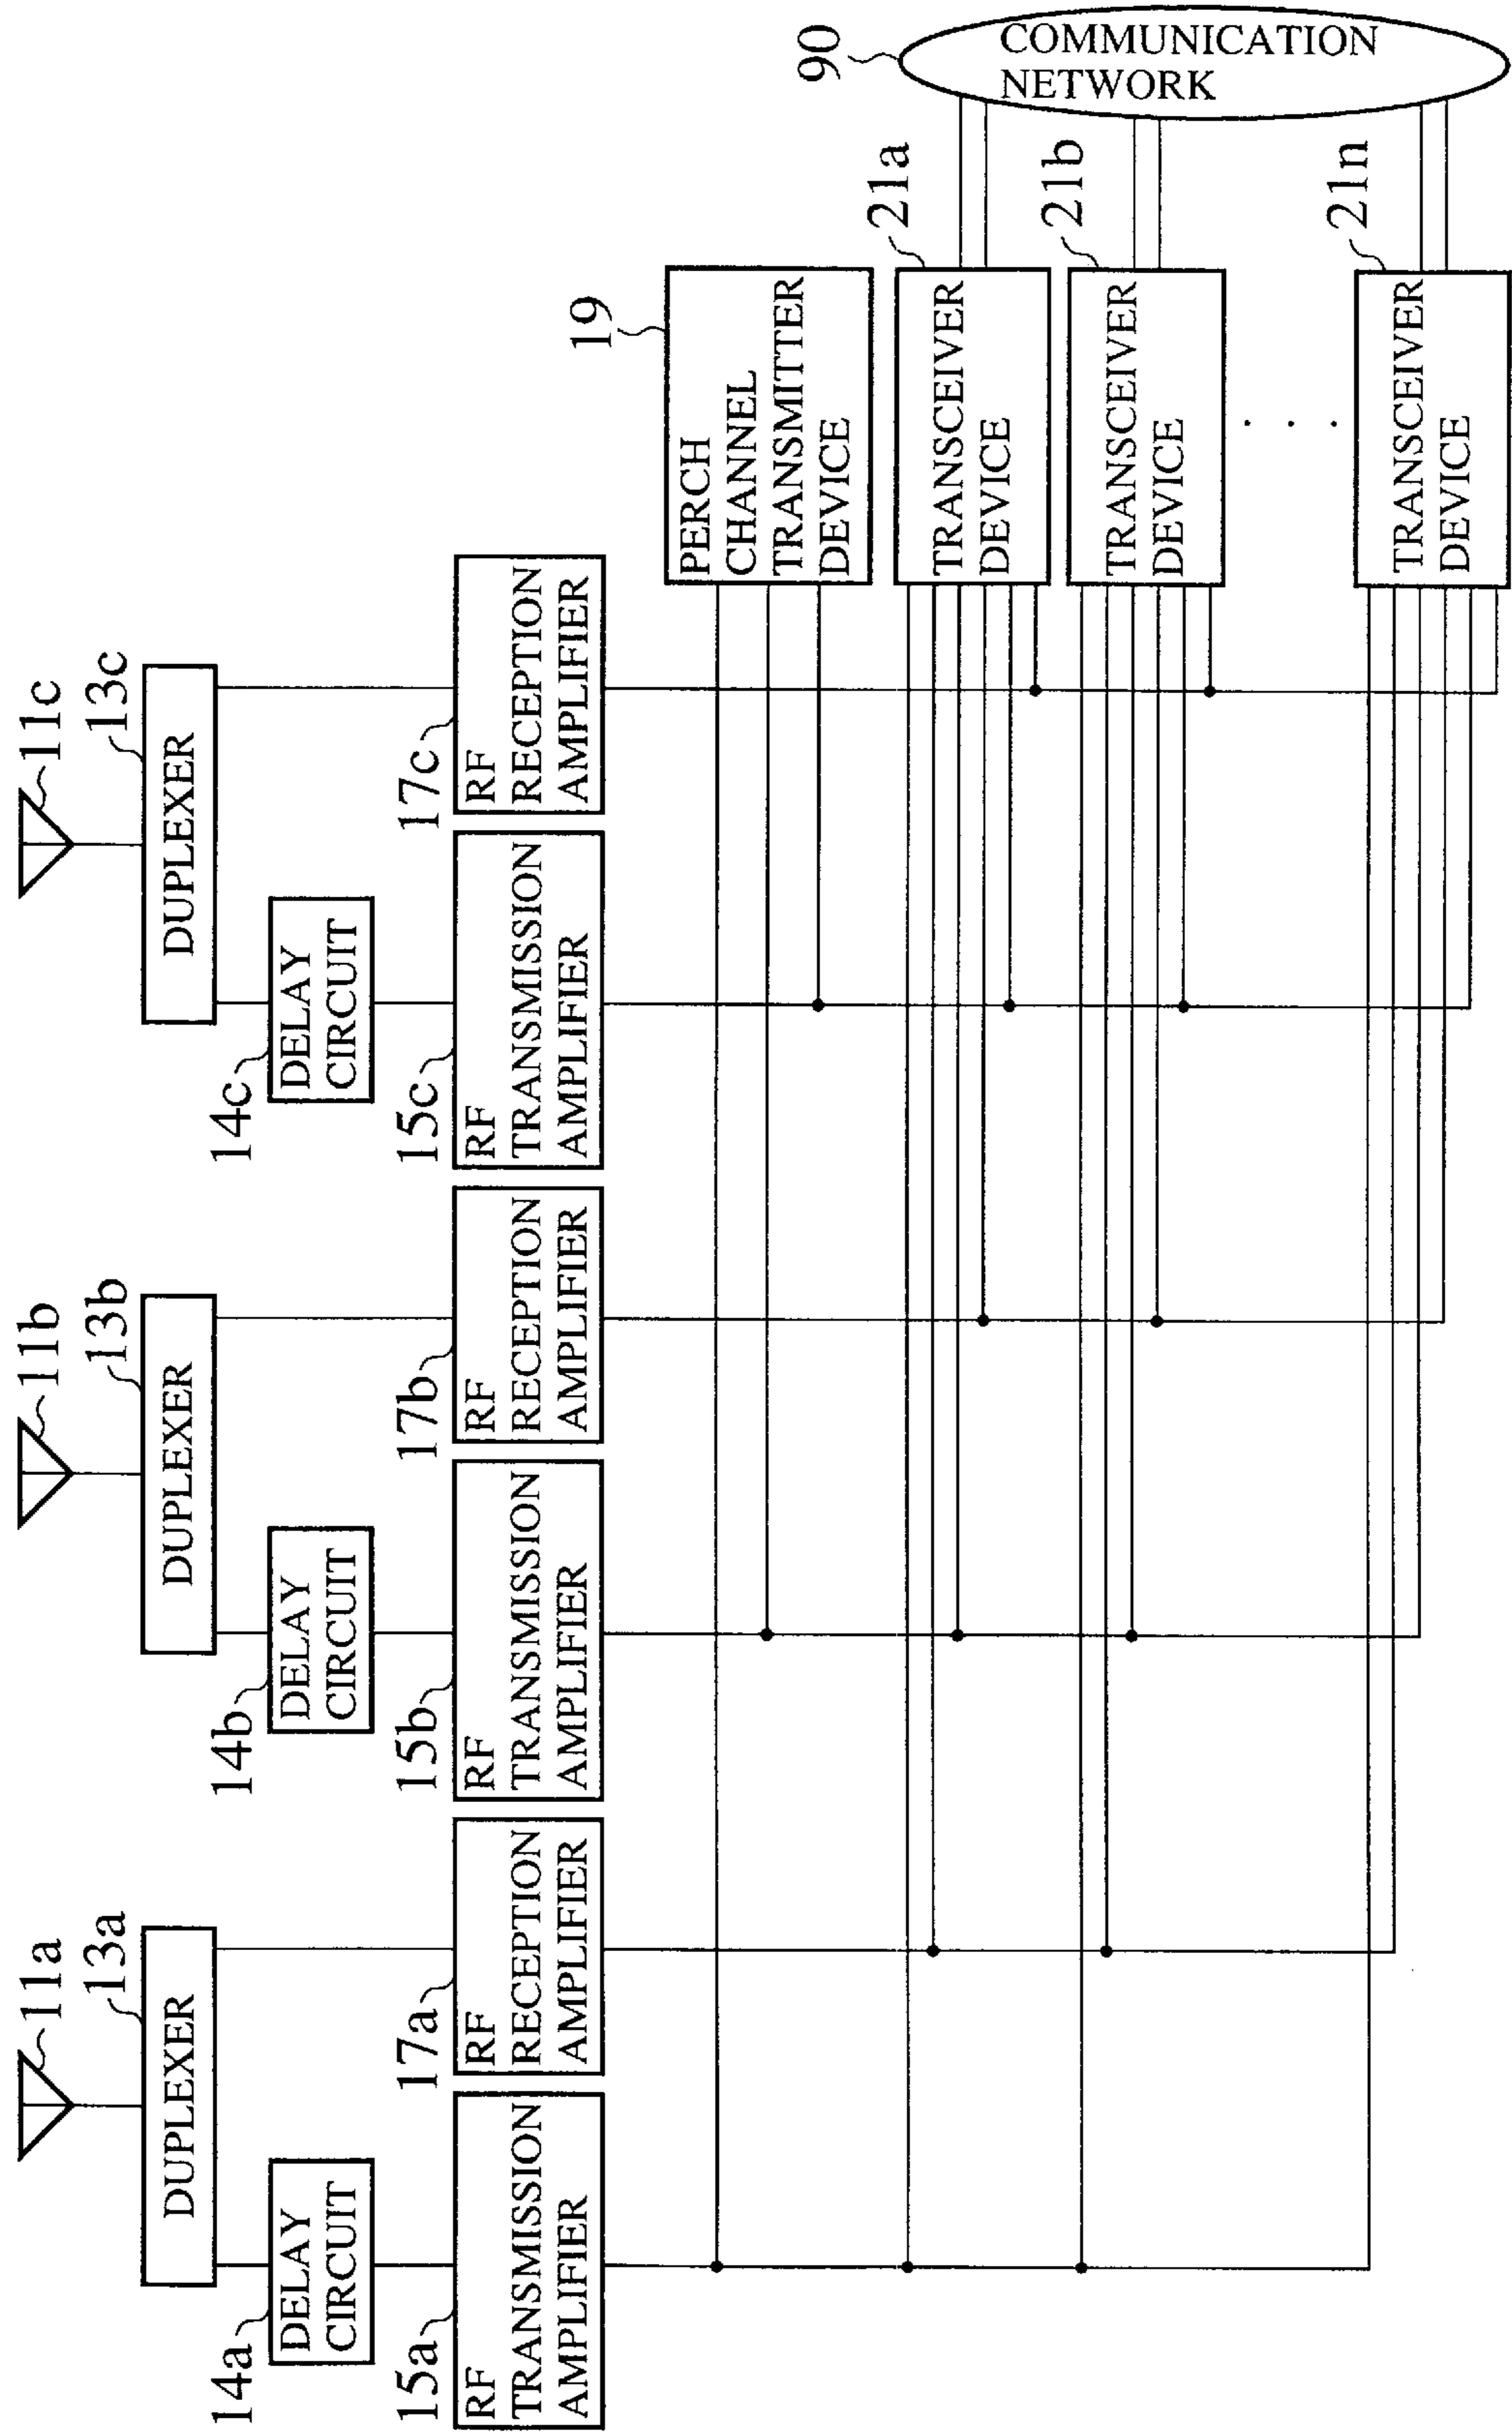 11a
13a
DUPLEXER
14a
DELAY
CIRCUIT
15a
RF
TRANSMISSION
AMPLIFIER
17a
RF
RECEPTION
AMPLIFIER
11b
13b
DUPLEXER
14b
DELAY
CIRCUIT
15b
RF
TRANSMISSION
AMPLIFIER
17b
RF
RECEPTION
AMPLIFIER
11c
13c
DUPLEXER
14c
DELAY
CIRCUIT
15c
RF
TRANSMISSION
AMPLIFIER
17c
RF
RECEPTION
AMPLIFIER
19
PERCH
CHANNEL
TRANSMITTER
DEVICE
21a
TRANSCEIVER
DEVICE
21b
TRANSCEIVER
DEVICE
. . .
21n
TRANSCEIVER
DEVICE
90
COMMUNICATION
NETWORK